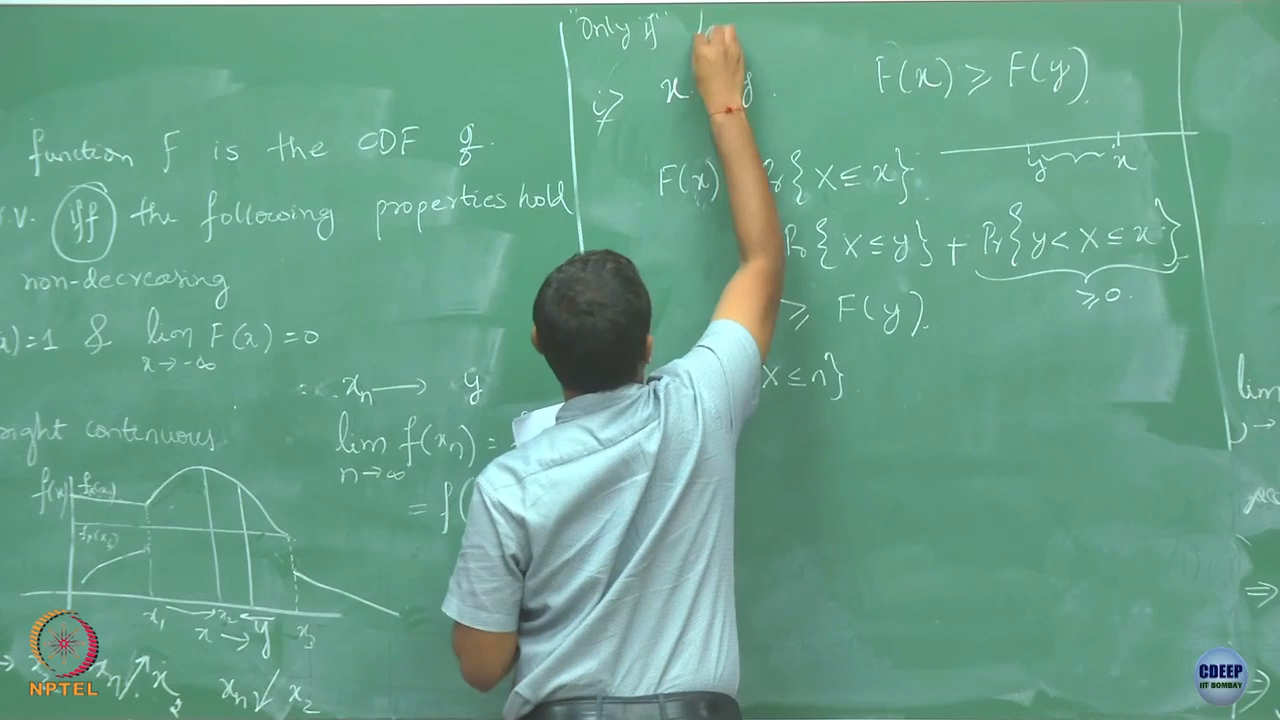 function F is the CDF of
r.v. iff the following properties hold
non-decreasing
(x)=1 & lim F(x)=0
x→-∞
right continuous
x_n → y
lim f(x_n) =
n→∞
= f(
f(x)
x_1 → x_2 ← x_3
x → y
x_n ↗ x_2 x_n ↓ x_2
"Only if"
i> x y. F(x) ≥ F(y).
y x
F(x) Pr{X ≤ x}.
Pr{X ≤ y} + Pr{y < X ≤ x}
≥0.
≥ F(y).
X ≤ n}
lim
⇒
⇒
NPTEL
CDEEP
IIT BOMBAY